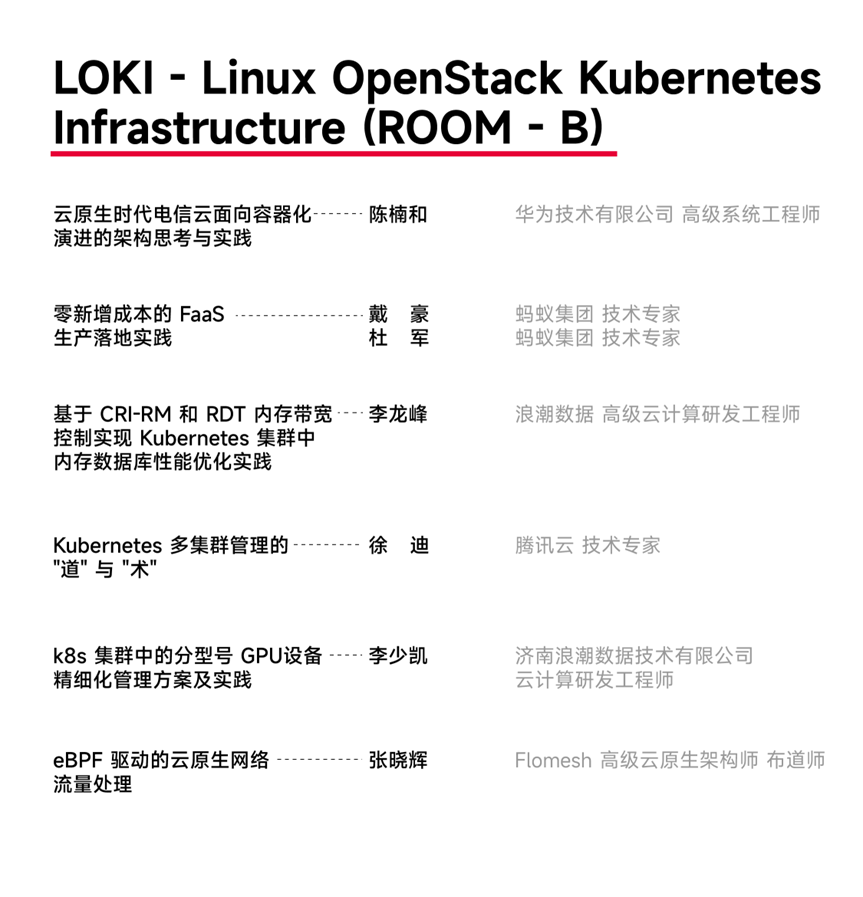 LOKI - Linux OpenStack Kubernetes
Infrastructure (ROOM - B)
云原生时代电信云面向容器化------ 陈楠和 华为技术有限公司 高级系统工程师
演进的架构思考与实践
零新增成本的 FaaS ---------------- 戴 豪 蚂蚁集团 技术专家
生产落地实践 杜 军 蚂蚁集团 技术专家
基于 CRI-RM 和 RDT 内存带宽---- 李龙峰 浪潮数据 高级云计算研发工程师
控制实现 Kubernetes 集群中
内存数据库性能优化实践
Kubernetes 多集群管理的--------- 徐 迪 腾讯云 技术专家
"道" 与 "术"
k8s 集群中的分型号 GPU设备 ----- 李少凯 济南浪潮数据技术有限公司
精细化管理方案及实践 云计算研发工程师
eBPF 驱动的云原生网络 ----------- 张晓辉 Flomesh 高级云原生架构师 布道师
流量处理